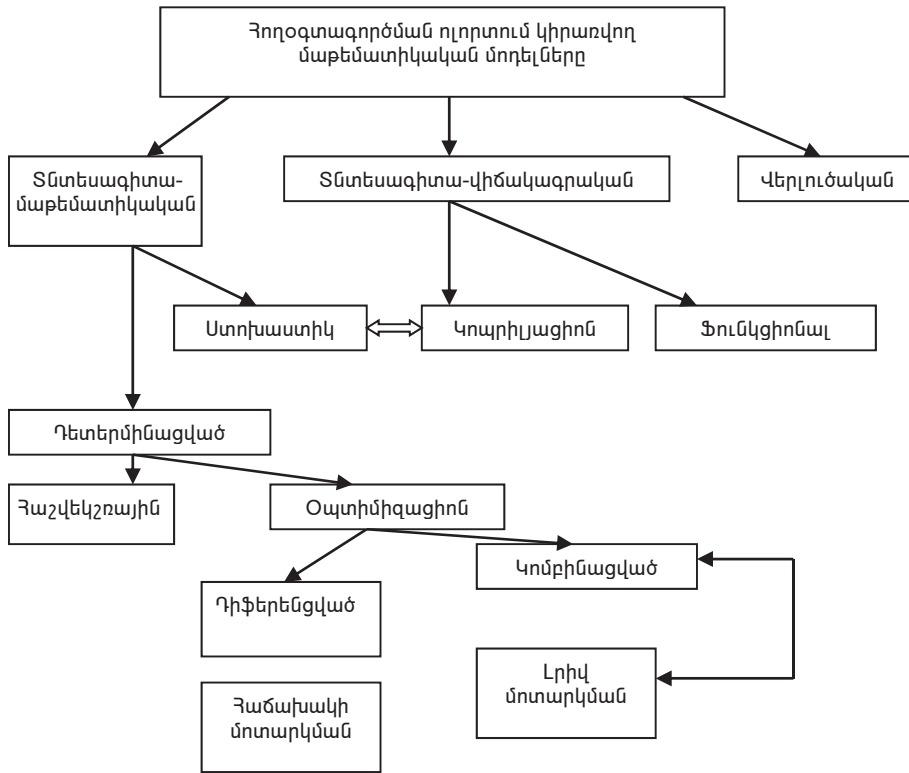 Հողօգտագործման ոլորտում կիրառվող
մաթեմատիկական մոդելները
Տնտեսագիտա-
մաթեմատիկական
Տնտեսագիտա-վիճակագրական
Վերլուծական
Ստոխաստիկ
Կոպրիլյացիոն
Ֆունկցիոնալ
Դետերմինացված
Հաշվեկշռային
Օպտիմիզացիոն
Կոմբինացված
Դիֆերենցված
Լրիվ
մոտարկման
Հաճախակի
մոտարկման